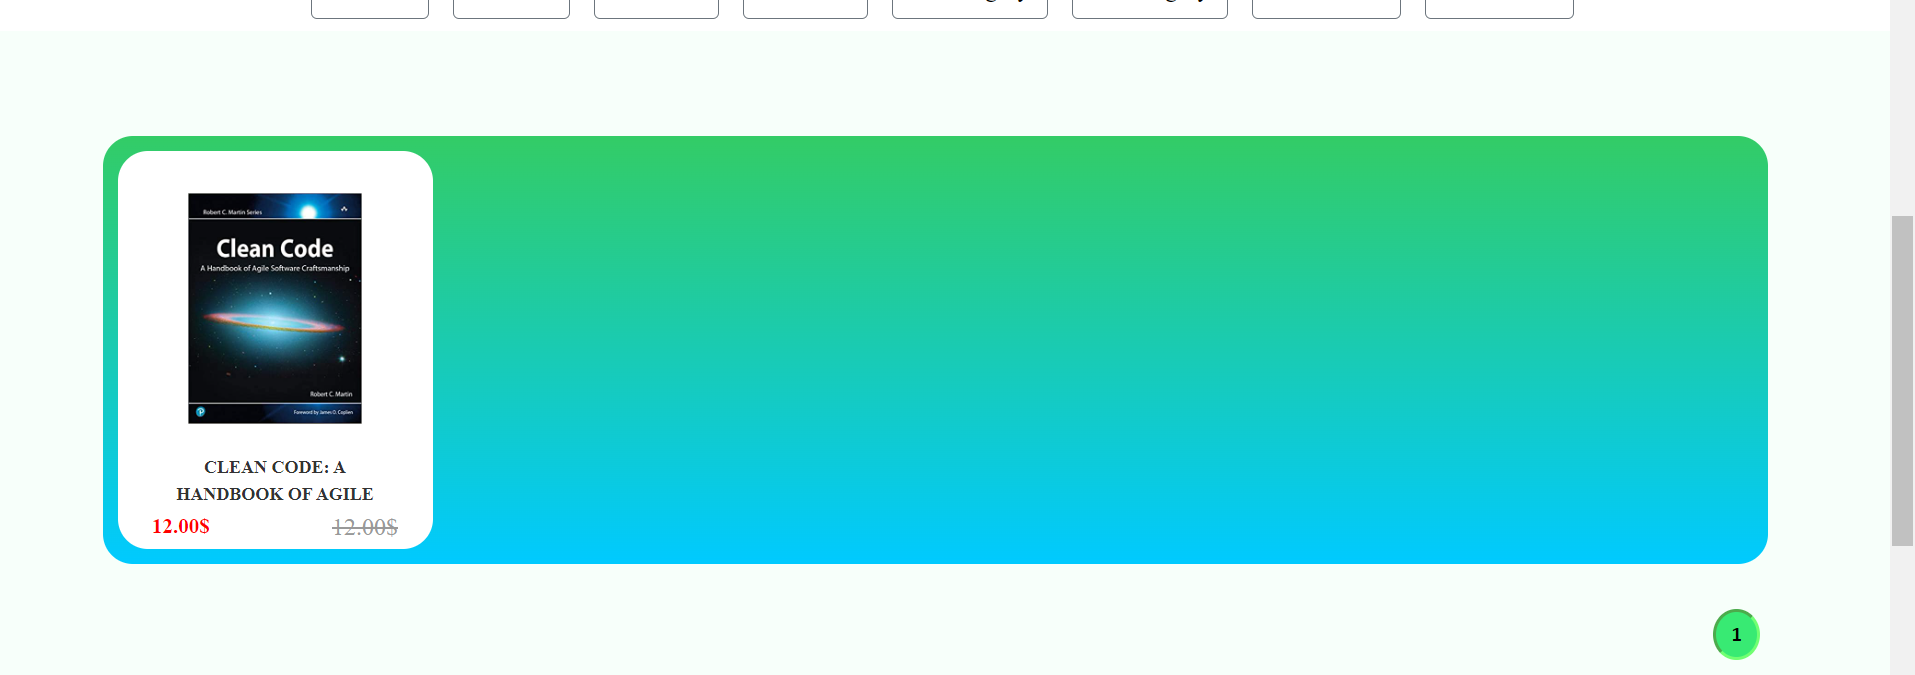 Robert C. Martin Series
Clean Code
A Handbook of Agile Software Craftsmanship
Robert C. Martin
Foreword by James O. Coplien
CLEAN CODE: A
HANDBOOK OF AGILE
12.00$ 12.00$
1